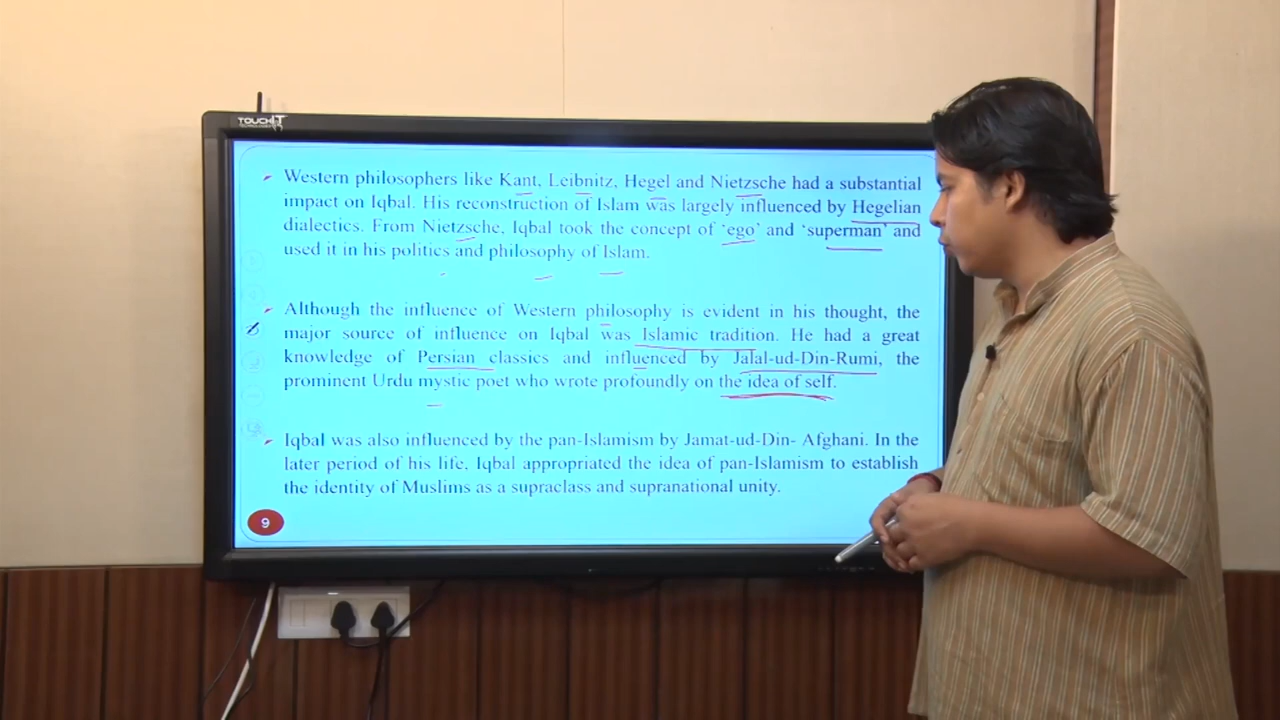 TOUCHIT
TECHNOLOGIES
Western philosophers like Kant, Leibnitz, Hegel and Nietzsche had a substantial
impact on Iqbal. His reconstruction of Islam was largely influenced by Hegelian
dialectics. From Nietzsche, Iqbal took the concept of 'ego' and 'superman' and
used it in his politics and philosophy of Islam.
Although the influence of Western philosophy is evident in his thought, the
major source of influence on Iqbal was Islamic tradition. He had a great
knowledge of Persian classics and influenced by Jalal-ud-Din-Rumi, the
prominent Urdu mystic poet who wrote profoundly on the idea of self.
Iqbal was also influenced by the pan-Islamism by Jamat-ud-Din- Afghani. In the
later period of his life, Iqbal appropriated the idea of pan-Islamism to establish
the identity of Muslims as a supraclass and supranational unity.
9